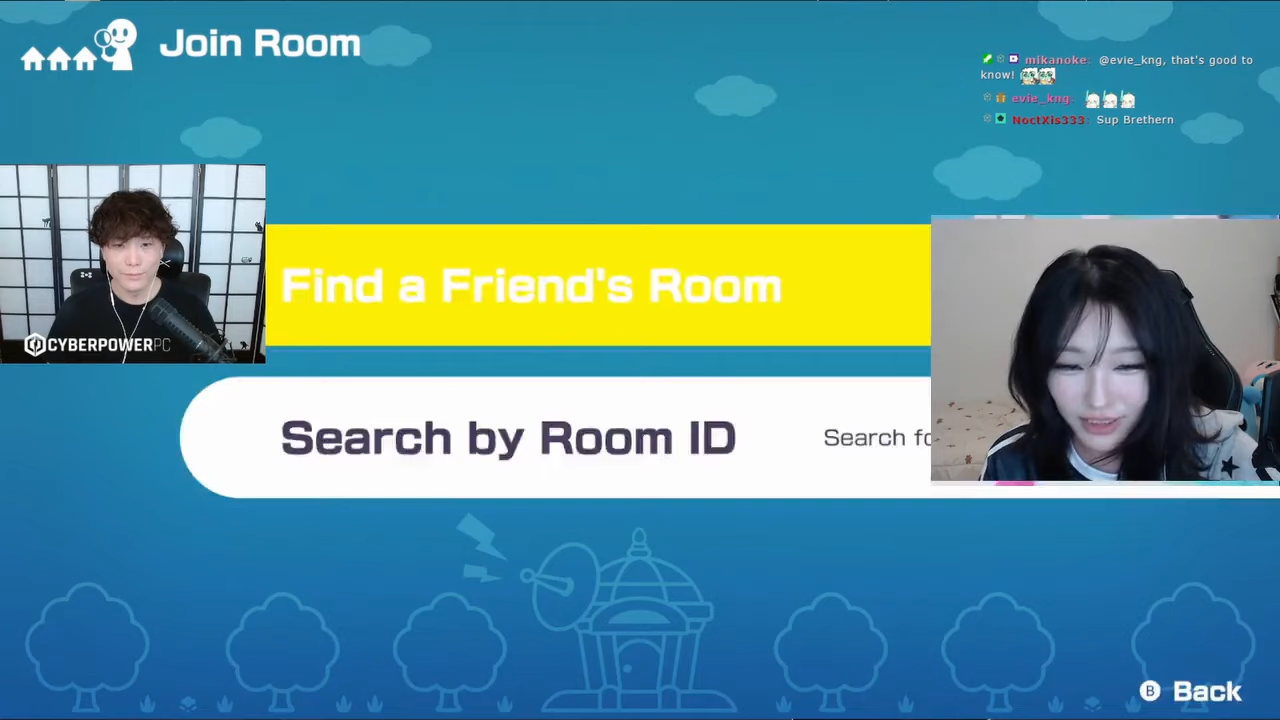 Join Room
mikanoke: @evie_kng, that's good to
know!
evie_kng:
NoctXis333: Sup Brethern
CYBERPOWERPC
Find a Friend's Room
Search by Room ID
Search fo
B Back